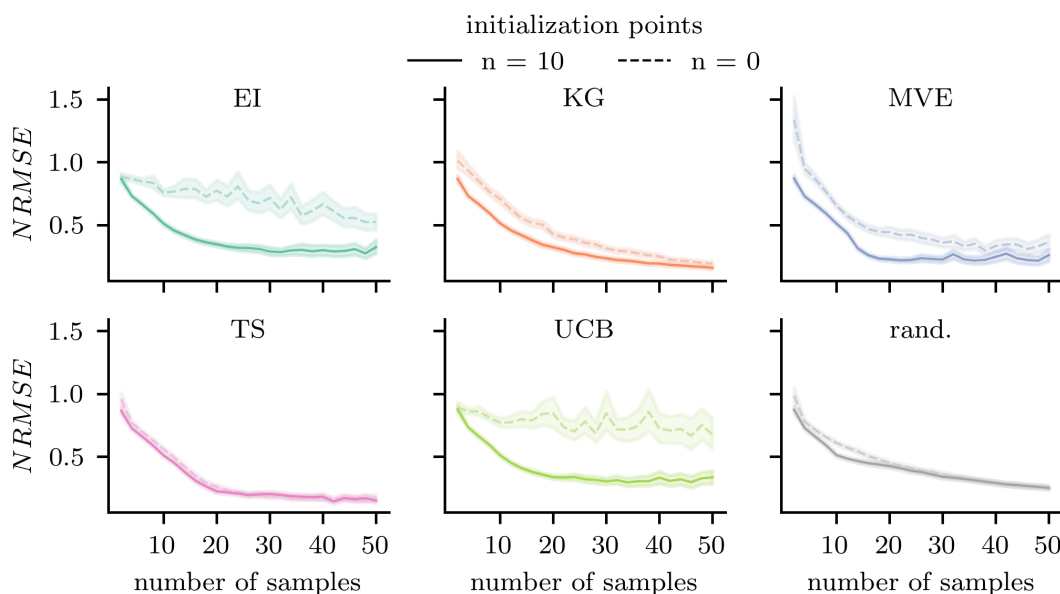 initialization points
n = 10 n = 0
EI KG MVE
1.5
1.0
0.5
NRMSE
TS UCB rand.
1.5
1.0
0.5
NRMSE
10 20 30 40 50 10 20 30 40 50 10 20 30 40 50
number of samples number of samples number of samples